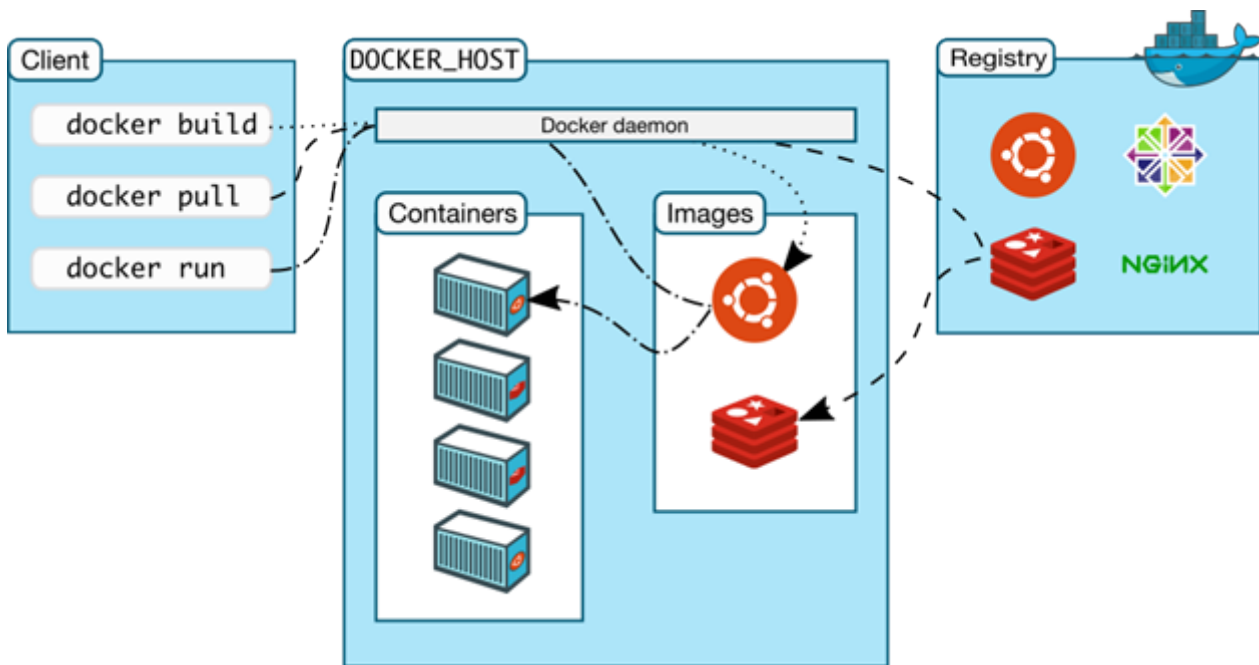 Client
docker build
docker pull
docker run
DOCKER_HOST
Docker daemon
Containers
Images
Registry
NGiNX